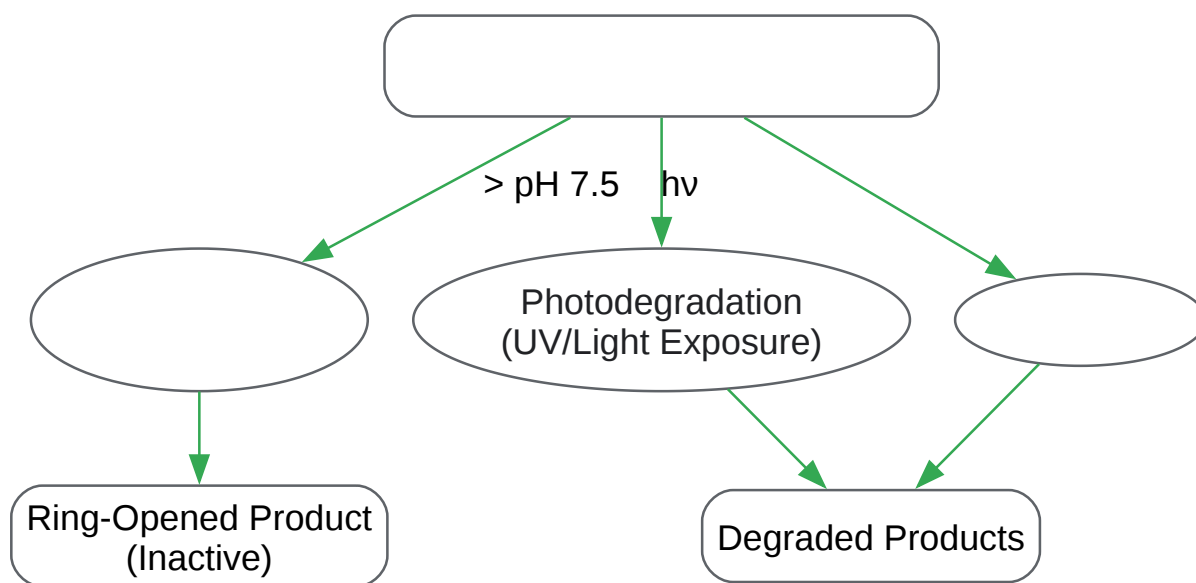 > pH 7.5
hν
Photodegradation
(UV/Light Exposure)
Ring-Opened Product
(Inactive)
Degraded Products